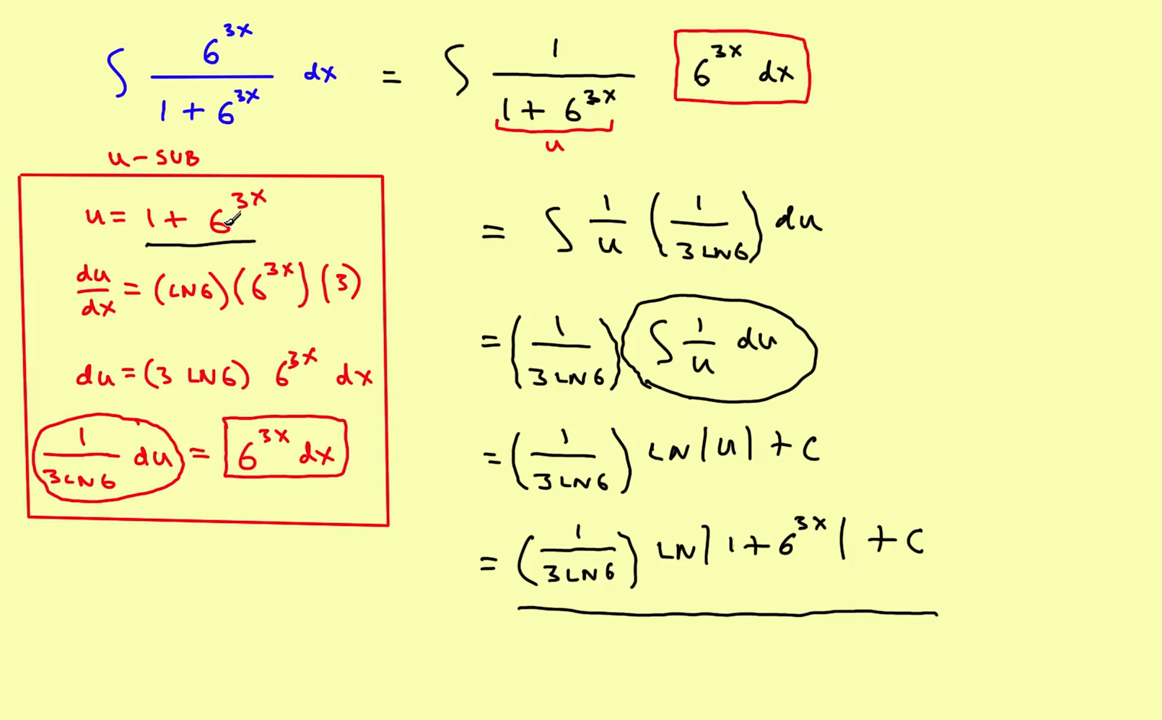 ∫ 6^{3x} / (1 + 6^{3x}) dx = ∫ 1 / (1 + 6^{3x}) 6^{3x} dx
u
u - SUB
u = 1 + 6^{3x}
du/dx = (LN6)(6^{3x})(3)
du = (3 LN6) 6^{3x} dx
1/(3LN6) du = 6^{3x} dx
= ∫ 1/u (1/(3LN6)) du
= (1/(3LN6)) ∫ 1/u du
= (1/(3LN6)) LN|u| + C
= (1/(3LN6)) LN|1 + 6^{3x}| + C